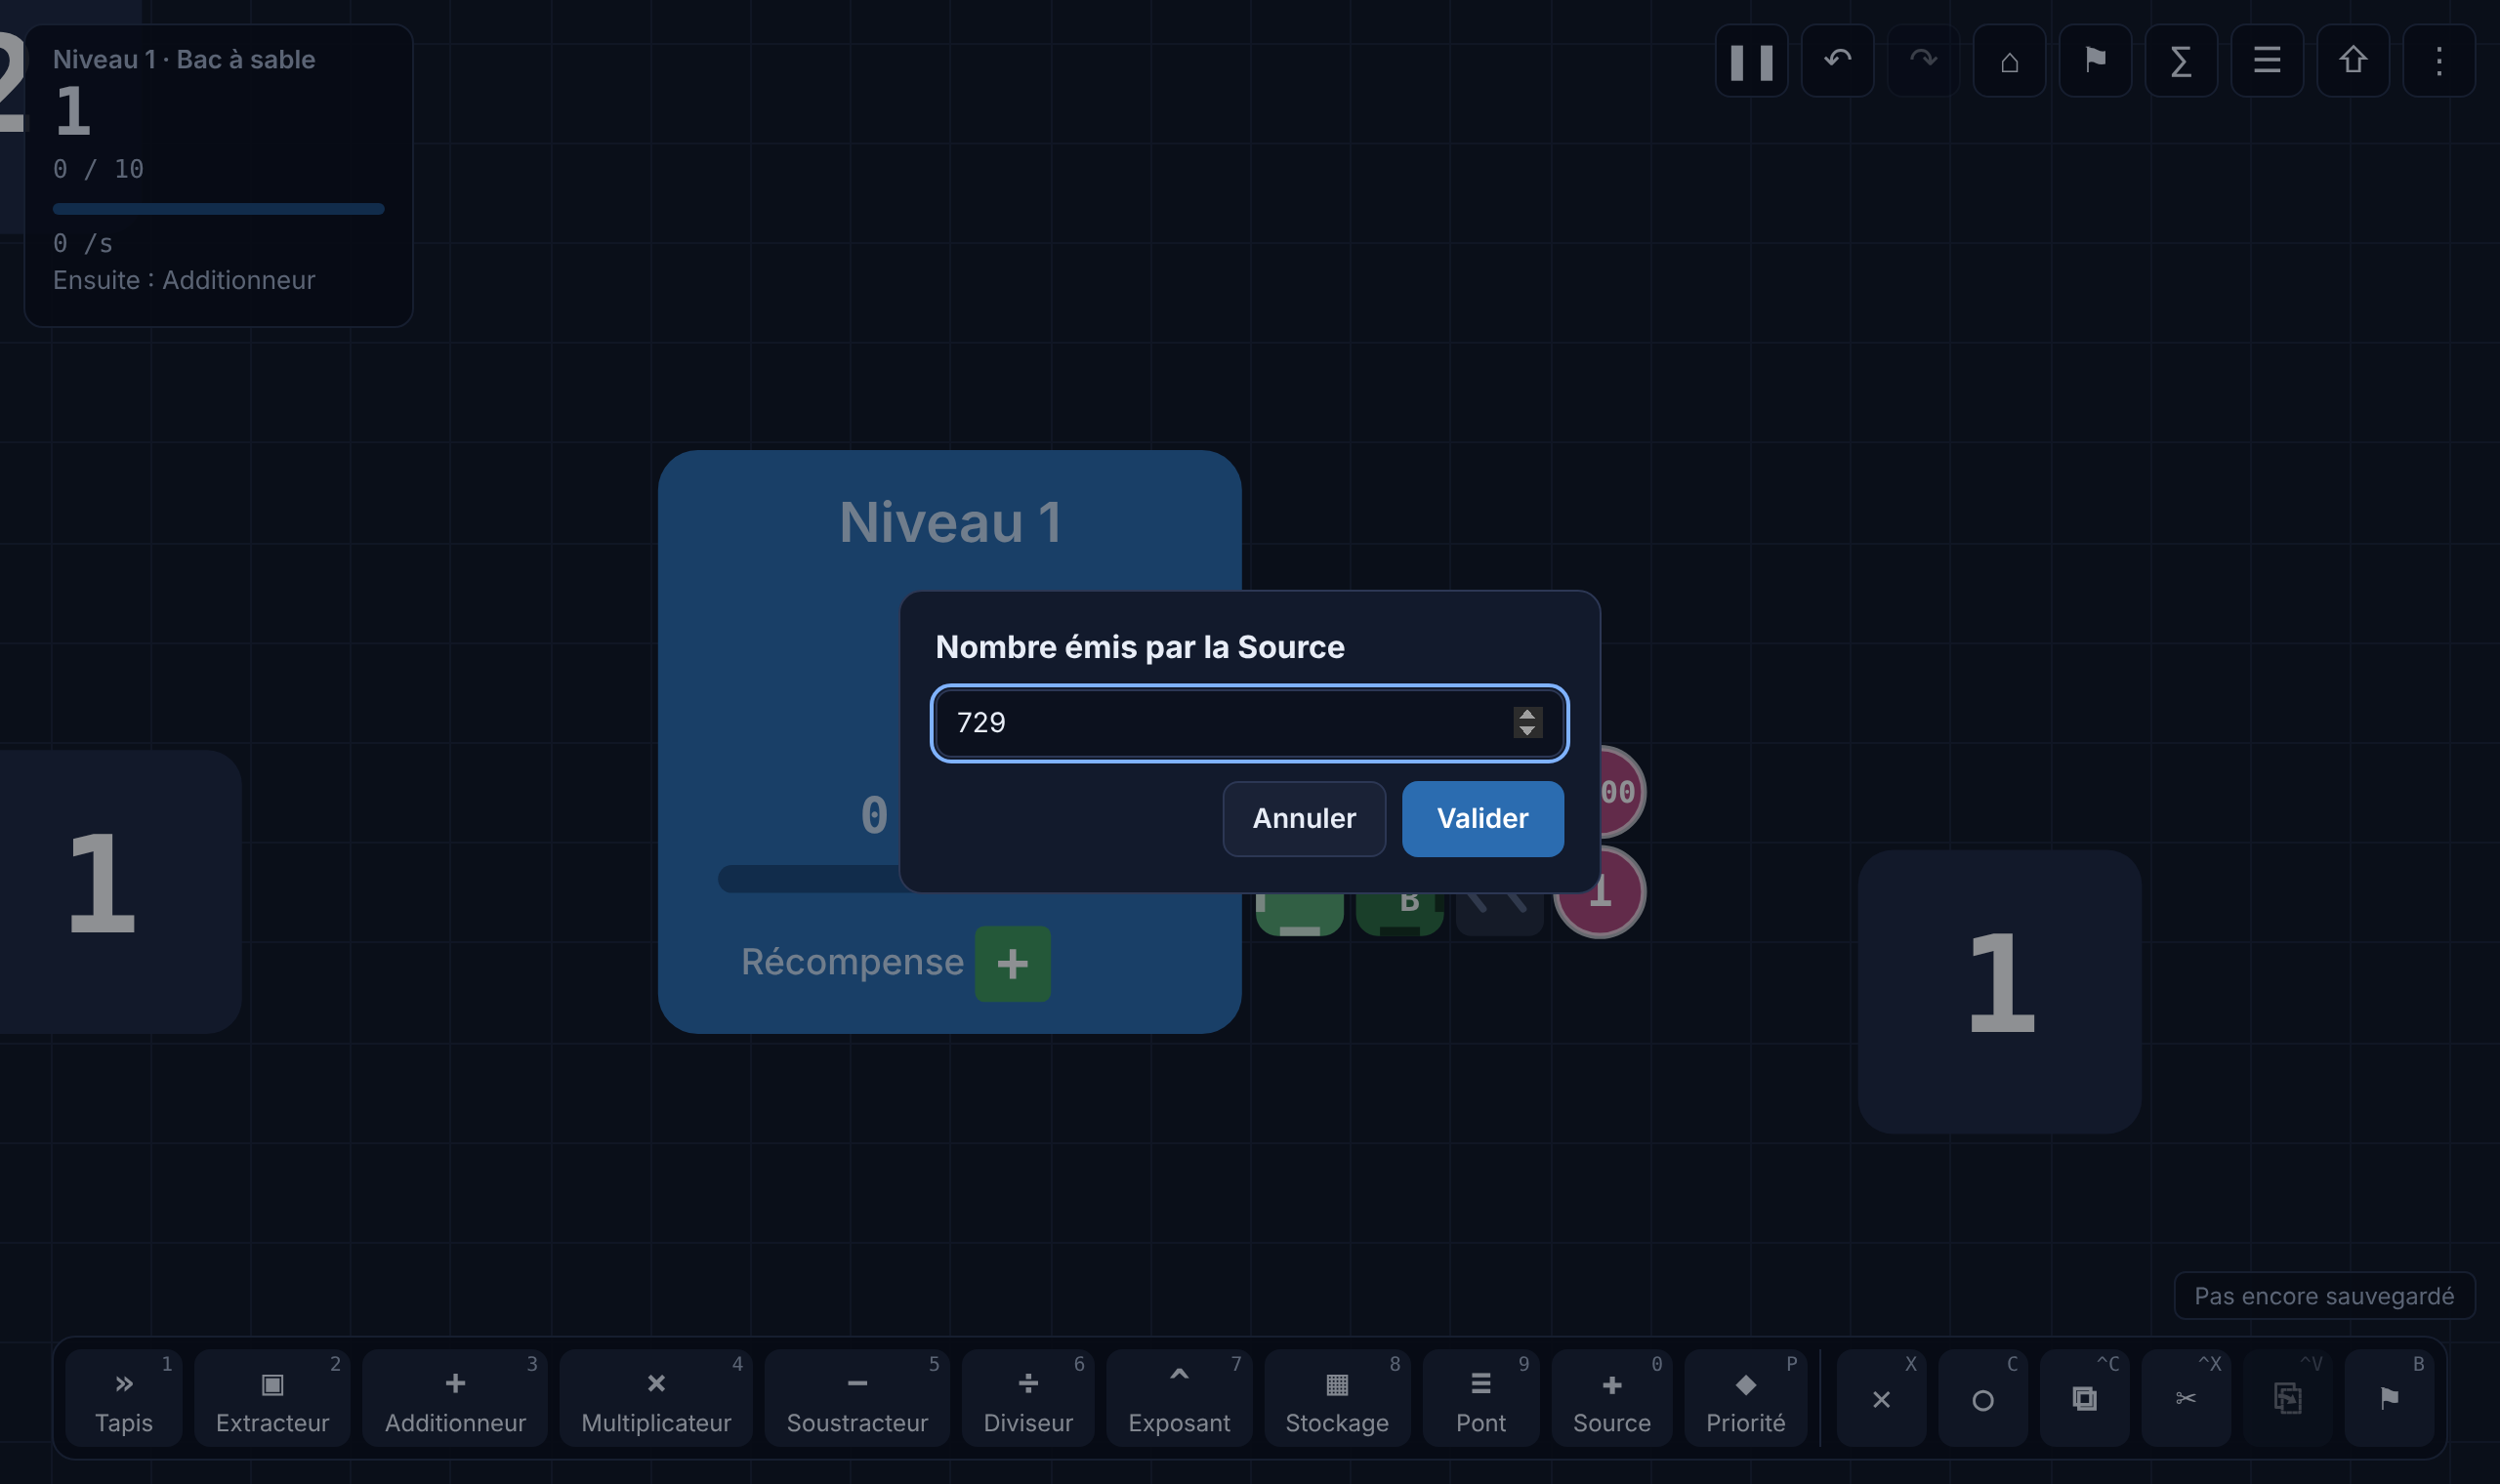 2
Niveau 1 · Bac à sable
1
0 / 10
0 /s
Ensuite : Additionneur
Niveau 1
Nombre émis par la Source
729
Annuler
Valider
0
00
B
1
1
1
Récompense +
Pas encore sauvegardé
1
2
3
4
5
6
7
8
9
0
P
X
C
^C
^X
^V
B
Tapis
Extracteur
Additionneur
Multiplicateur
Soustracteur
Diviseur
Exposant
Stockage
Pont
Source
Priorité